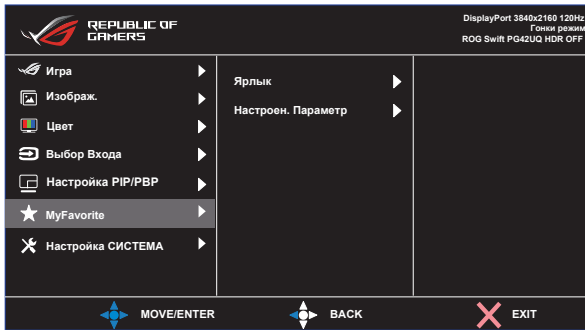 REPUBLIC OF
GAMERS
DisplayPort 3840x2160 120Hz
Гонки режим
ROG Swift PG42UQ HDR OFF
Игра
Изображ.
Цвет
Выбор Входа
Настройка PIP/PBP
MyFavorite
Настройка СИСТЕМА
Ярлык
Настроен. Параметр
MOVE/ENTER
BACK
EXIT